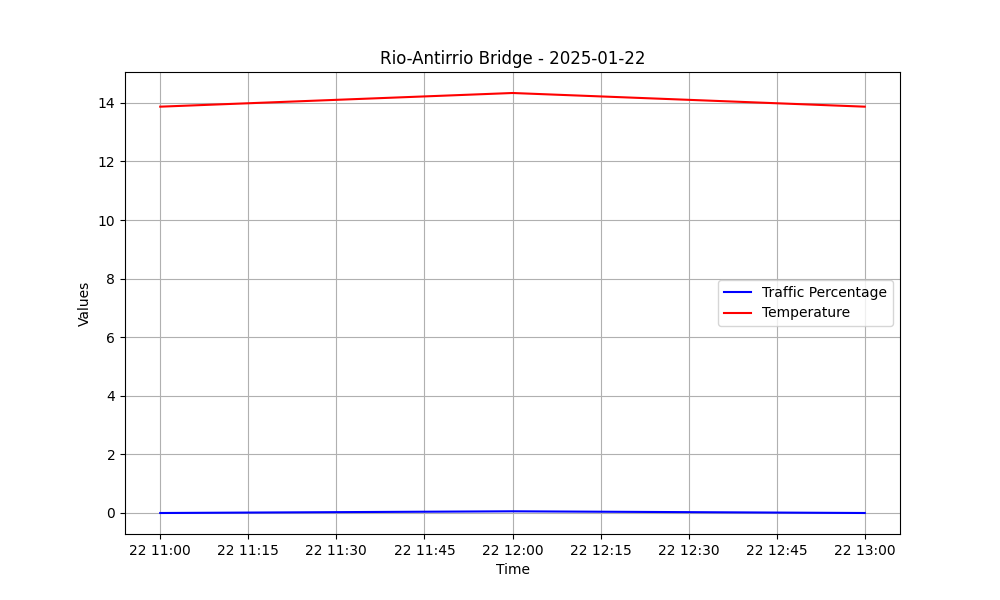 Rio-Antirrio Bridge - 2025-01-22
Values
14
12
10
8
6
4
2
0
Traffic Percentage
Temperature
22 11:00 22 11:15 22 11:30 22 11:45 22 12:00 22 12:15 22 12:30 22 12:45 22 13:00
Time